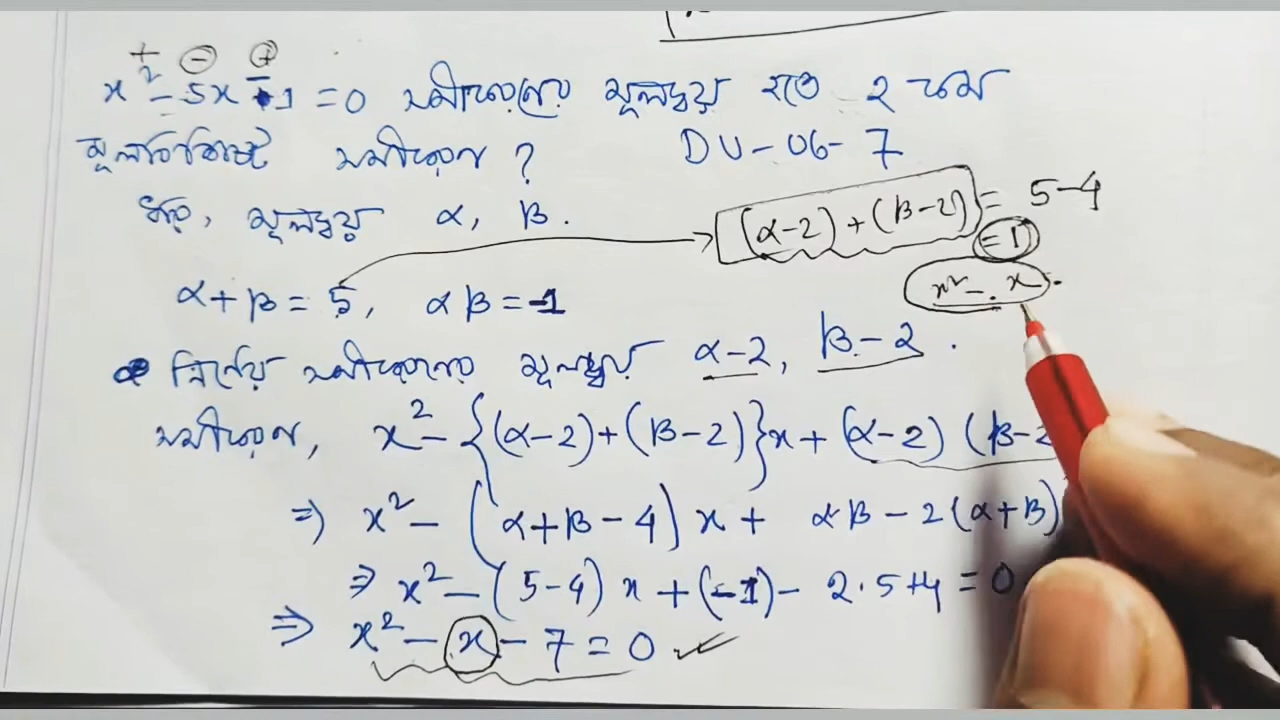 + − +
x² − 5x − 1 = 0 সমীকরণের মূলদ্বয় হতে ২ কম
মূলবিশিষ্ট সমীকরণ ? DU-06-7
ধরি, মূলদ্বয় α, β.
(α-2)+(β-2) = 5-4
=1
x² - x
α+β = 5, αβ = -1
নির্ণেয় সমীকরণের মূলদ্বয় α-2, β-2 .
সমীকরণ, x² - {(α-2)+(β-2)}x + (α-2) (β-2
⇒ x² - (α+β-4) x + αβ - 2(α+β)
⇒ x² - (5-4) x + (-1) - 2·5+4 = 0
⇒ x² - x - 7 = 0